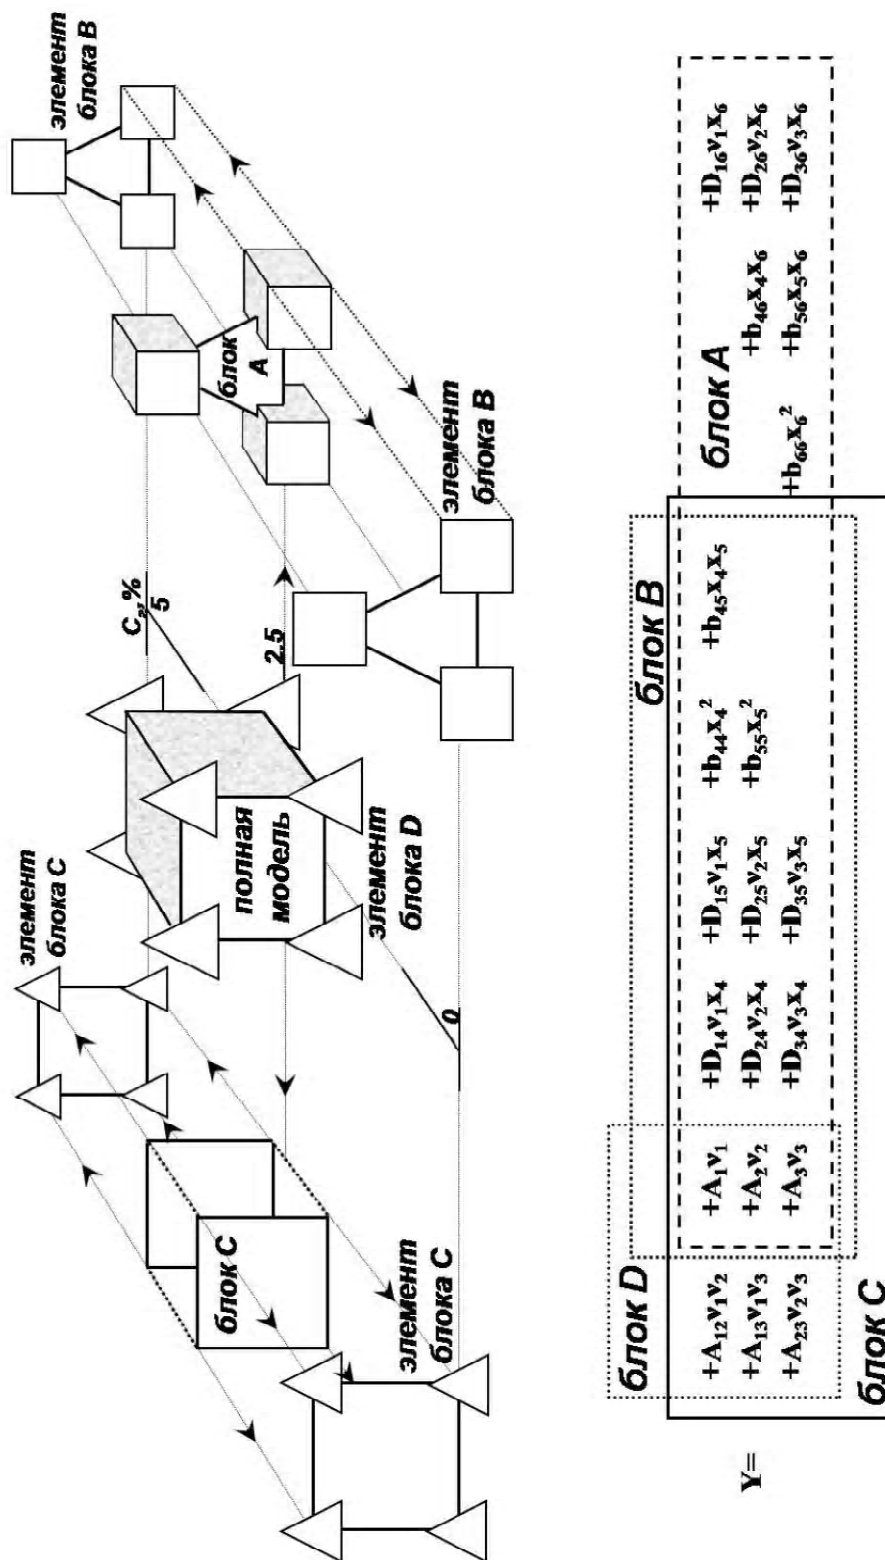 элемент
блока B
элемент
блока C
C₂,%
5
блок
A
2.5
полная
модель
блок C
элемент
блока D
элемент
блока B
0
элемент
блока C
блок D
блок B
блок A
Y=
+A₁₂v₁v₂ +A₁v₁ +D₁₄v₁x₄ +D₁₅v₁x₅ +b₄₄x₄² +b₄₅x₄x₅ +D₁₆v₁x₆
+A₁₃v₁v₃ +A₂v₂ +D₂₄v₂x₄ +D₂₅v₂x₅ +b₅₅x₅² +b₄₆x₄x₆ +D₂₆v₂x₆
+A₂₃v₂v₃ +A₃v₃ +D₃₄v₃x₄ +D₃₅v₃x₅ +b₆₆x₆² +b₅₆x₅x₆ +D₃₆v₃x₆
блок C